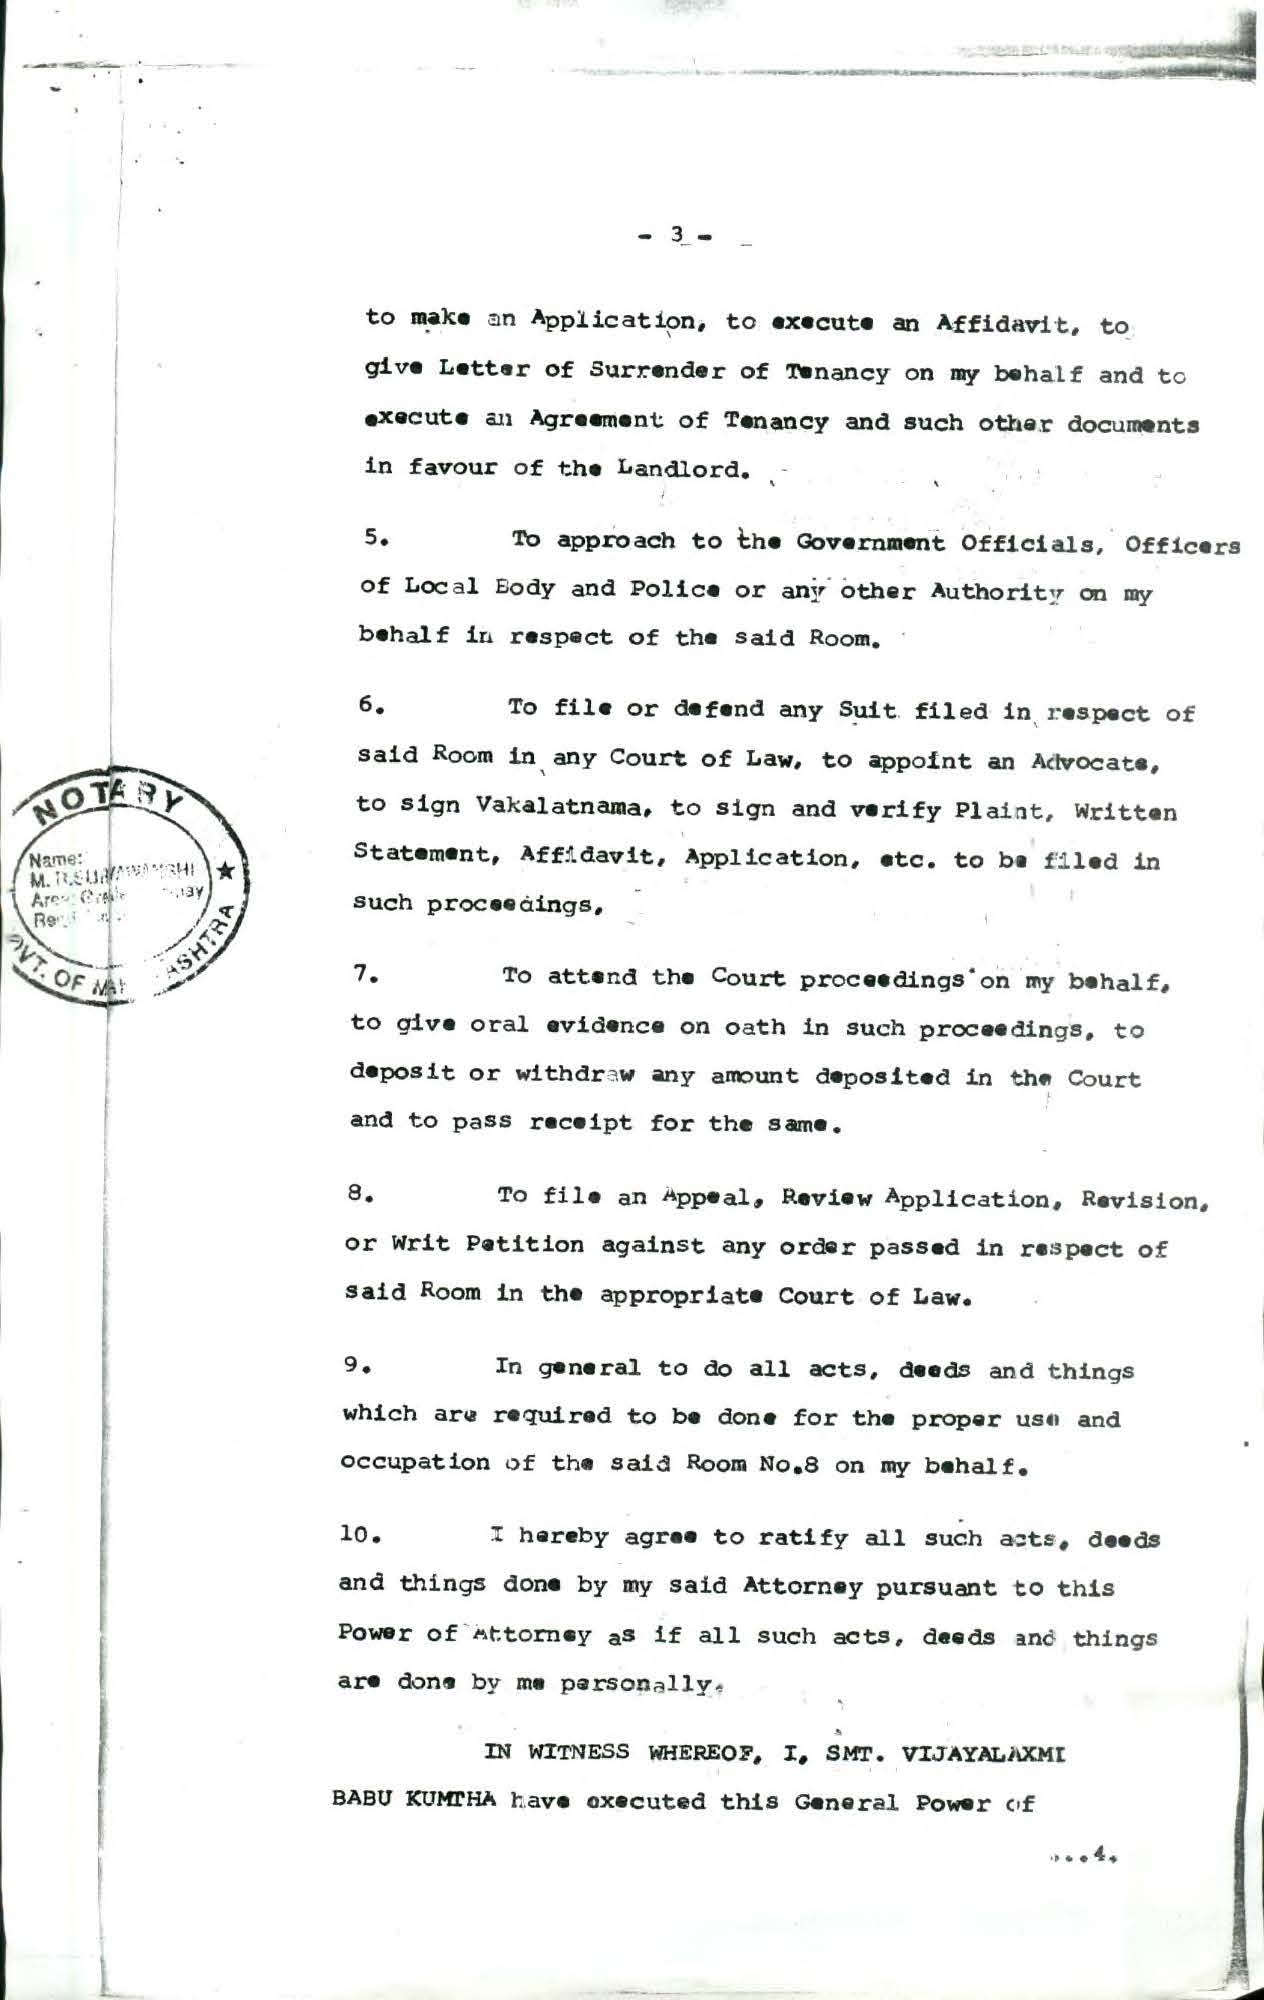 - 3 -
to make an Application, to execute an Affidavit, to
give Letter of Surrender of Tenancy on my behalf and to
execute an Agreement of Tenancy and such other documents
in favour of the Landlord.
5. To approach to the Government Officials, Officers
of Local Body and Police or any other Authority on my
behalf in respect of the said Room.
6. To file or defend any Suit filed in respect of
said Room in any Court of Law, to appoint an Advocate,
to sign Vakalatnama, to sign and verify Plaint, Written
Statement, Affidavit, Application, etc. to be filed in
such proceedings,
NOTARY
Name:
M.
GOVT. OF MAHARASHTRA
7. To attend the Court proceedings on my behalf,
to give oral evidence on oath in such proceedings, to
deposit or withdraw any amount deposited in the Court
and to pass receipt for the same.
8. To file an Appeal, Review Application, Revision,
or Writ Petition against any order passed in respect of
said Room in the appropriate Court of Law.
9. In general to do all acts, deeds and things
which are required to be done for the proper use and
occupation of the said Room No.8 on my behalf.
10. I hereby agree to ratify all such acts, deeds
and things done by my said Attorney pursuant to this
Power of Attorney as if all such acts, deeds and things
are done by me personally.
IN WITNESS WHEREOF, I, SMT. VIJAYALAXMI
BABU KUMTHA have executed this General Power of
....4.